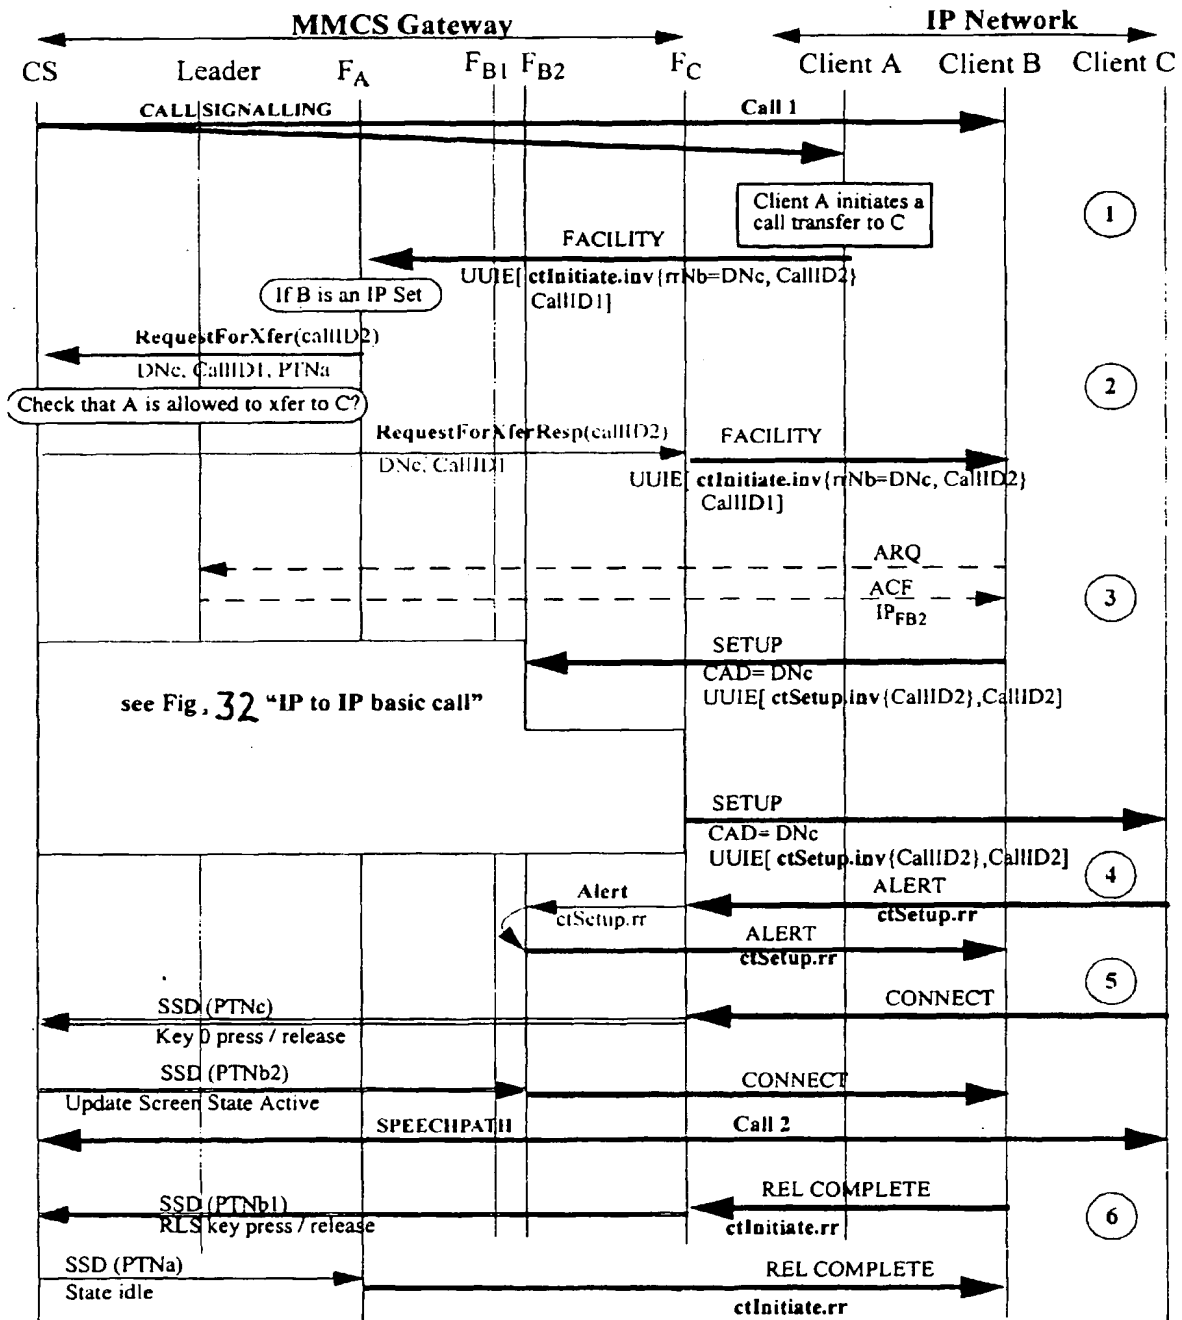 MMCS Gateway
IP Network
CS Leader FA FB1 FB2 FC Client A Client B Client C
CALL SIGNALLING Call 1
Client A initiates a
call transfer to C
1
FACILITY
UUIE[ ctInitiate.inv{rrNb=DNc, CallID2}
CallID1]
If B is an IP Set
RequestForXfer(callID2)
DNc, CallID1, PTNa
2
Check that A is allowed to xfer to C?
RequestForXferResp(callID2)
DNc, CallID1
FACILITY
UUIE[ ctInitiate.inv{rrNb=DNc, CallID2}
CallID1]
ARQ
ACF
IPFB2
3
SETUP
CAD= DNc
UUIE[ ctSetup.inv{CallID2},CallID2]
see Fig. 32 "IP to IP basic call"
SETUP
CAD= DNc
UUIE[ ctSetup.inv{CallID2},CallID2]
4
ALERT
ctSetup.rr
Alert
ctSetup.rr
ALERT
ctSetup.rr
5
CONNECT
SSD (PTNc)
Key 0 press / release
SSD (PTNb2)
Update Screen State Active
CONNECT
SPEECHPATH Call 2
REL COMPLETE
ctInitiate.rr
6
SSD (PTNb1)
RLS key press / release
SSD (PTNa)
State idle
REL COMPLETE
ctInitiate.rr